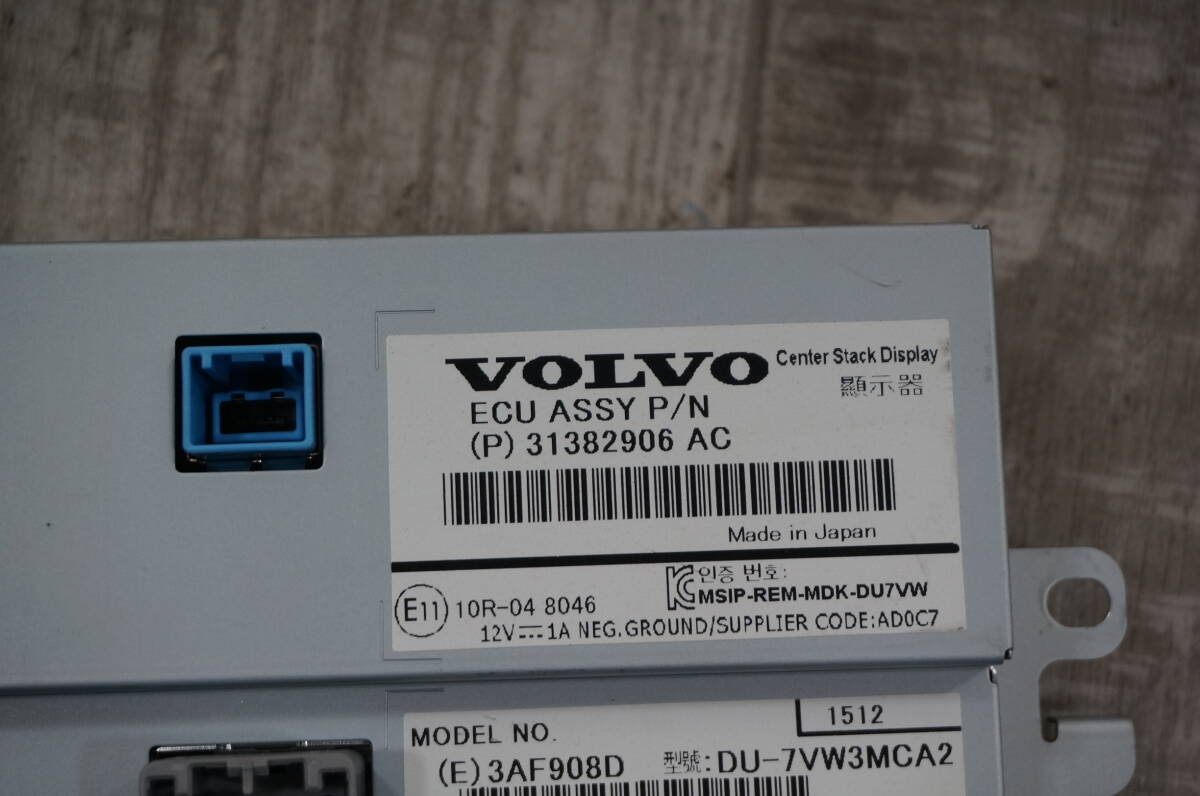 VOLVO Center Stack Display
顯示器
ECU ASSY P/N
(P) 31382906 AC
Made in Japan
인증 번호:
MSIP-REM-MDK-DU7VW
E11 10R-04 8046
12V⎓1A NEG.GROUND/SUPPLIER CODE:AD0C7
1512
MODEL NO.
(E) 3AF908D 型號:DU-7VW3MCA2